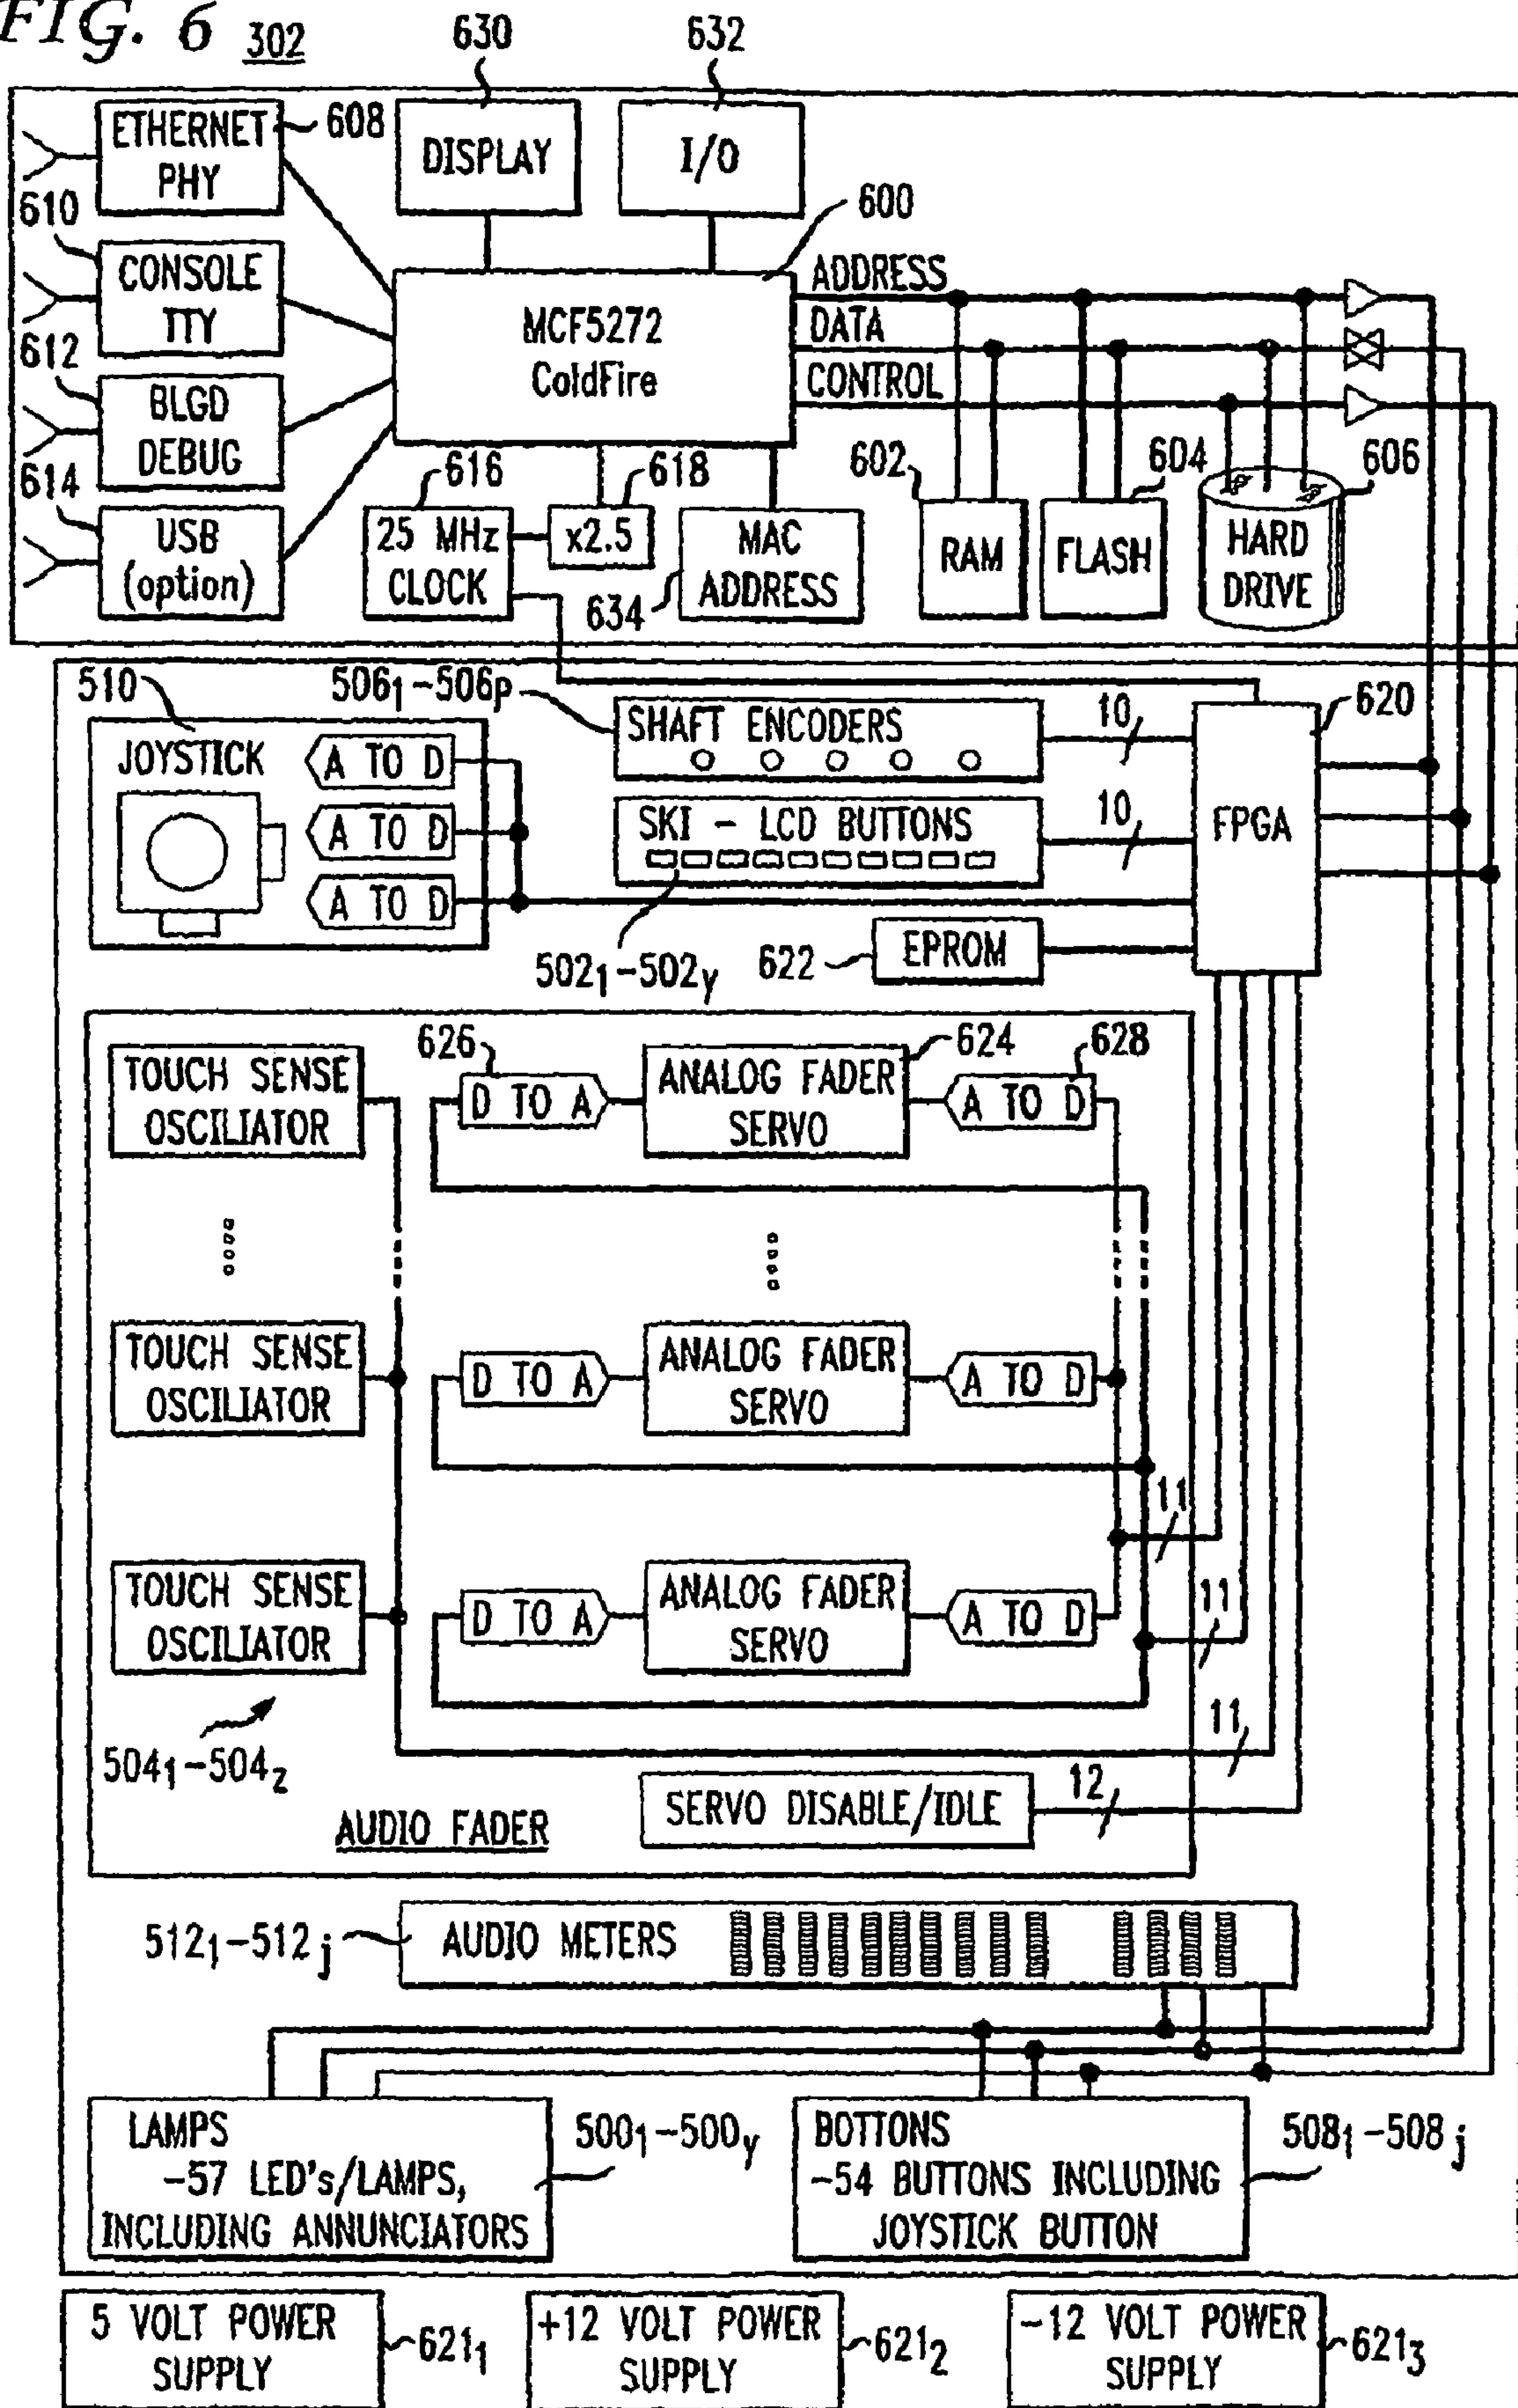 FIG. 6 302
630
632
ETHERNET
PHY
608
DISPLAY
I/O
600
610
CONSOLE
TTY
MCF5272
ColdFire
ADDRESS
DATA
CONTROL
612
BLGD
DEBUG
614
USB
(option)
616
25 MHz
CLOCK
618
x2.5
MAC
ADDRESS
634
602
RAM
604
FLASH
606
HARD
DRIVE
510
JOYSTICK
A TO D
A TO D
A TO D
506₁-506p
SHAFT ENCODERS
10
620
FPGA
SKI - LCD BUTTONS
10
502₁-502y
622
EPROM
TOUCH SENSE
OSCILIATOR
626
D TO A
ANALOG FADER
SERVO
624
A TO D
628
TOUCH SENSE
OSCILIATOR
D TO A
ANALOG FADER
SERVO
A TO D
11
TOUCH SENSE
OSCILIATOR
D TO A
ANALOG FADER
SERVO
A TO D
11
11
504₁-504z
AUDIO FADER
SERVO DISABLE/IDLE
12
512₁-512j
AUDIO METERS
LAMPS
-57 LED's/LAMPS,
INCLUDING ANNUNCIATORS
500₁-500y
BOTTONS
-54 BUTTONS INCLUDING
JOYSTICK BUTTON
508₁-508j
5 VOLT POWER
SUPPLY
621₁
+12 VOLT POWER
SUPPLY
621₂
-12 VOLT POWER
SUPPLY
621₃